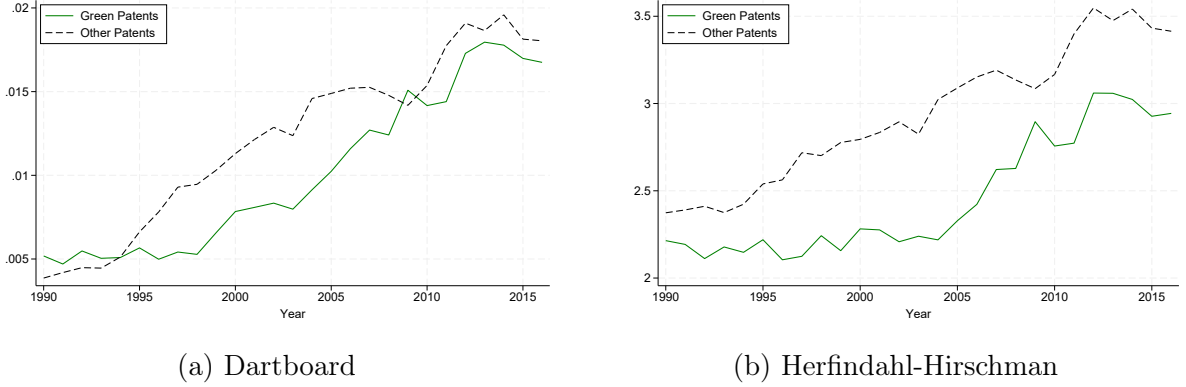 .02
.015
.01
.005
1990 1995 2000 2005 2010 2015
Year
Green Patents
Other Patents
(a) Dartboard
3.5
3
2.5
2
1990 1995 2000 2005 2010 2015
Year
Green Patents
Other Patents
(b) Herfindahl-Hirschman